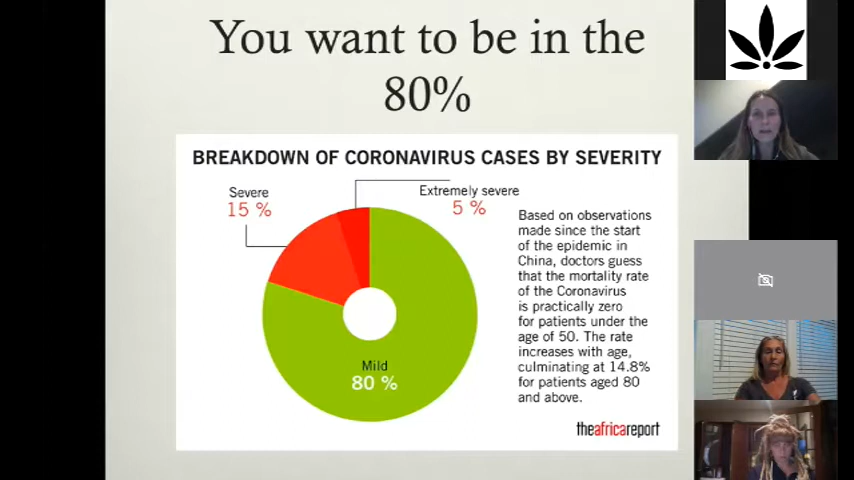 You want to be in the
80%
BREAKDOWN OF CORONAVIRUS CASES BY SEVERITY
Severe
15 %
Extremely severe
5 %
Based on observations
made since the start
of the epidemic in
China, doctors guess
that the mortality rate
of the Coronavirus
is practically zero
for patients under the
age of 50. The rate
increases with age,
culminating at 14.8%
for patients aged 80
and above.
Mild
80 %
theafricareport